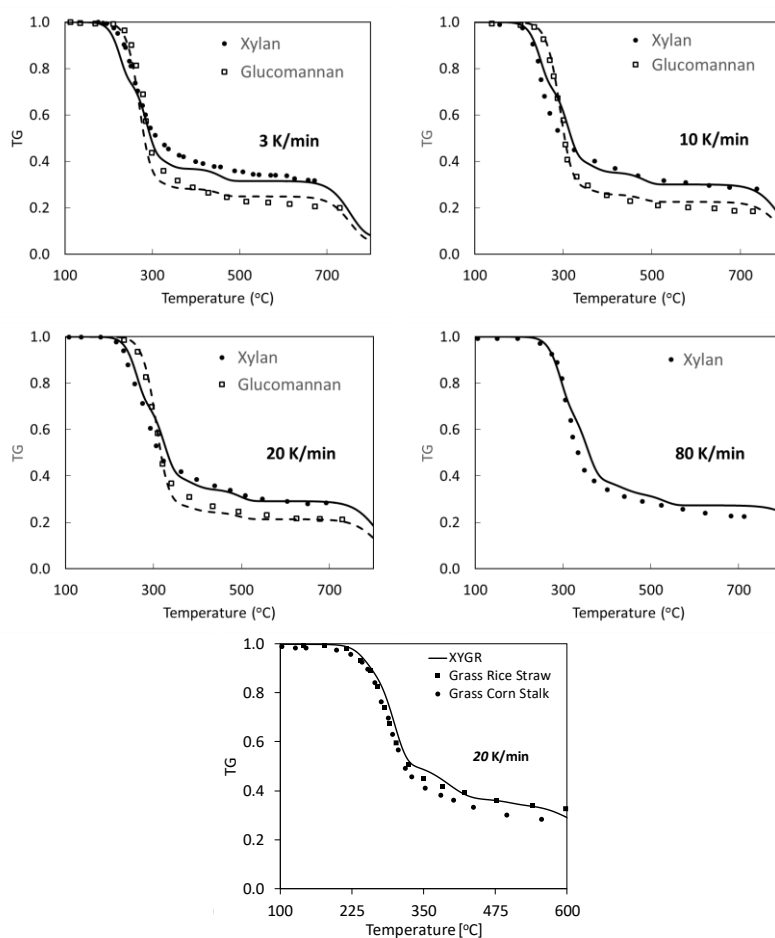 1.0
0.8
0.6
0.4
0.2
0.0
TG
Xylan
Glucomannan
3 K/min
100 300 500 700
Temperature (°C)
1.0
0.8
0.6
0.4
0.2
0.0
TG
Xylan
Glucomannan
10 K/min
100 300 500 700
Temperature (°C)
1.0
0.8
0.6
0.4
0.2
0.0
TG
Xylan
Glucomannan
20 K/min
100 300 500 700
Temperature (°C)
1.0
0.8
0.6
0.4
0.2
0.0
TG
Xylan
80 K/min
100 300 500 700
Temperature (°C)
1.0
0.8
0.6
0.4
0.2
0.0
TG
XYGR
Grass Rice Straw
Grass Corn Stalk
20 K/min
100 225 350 475 600
Temperature [°C]